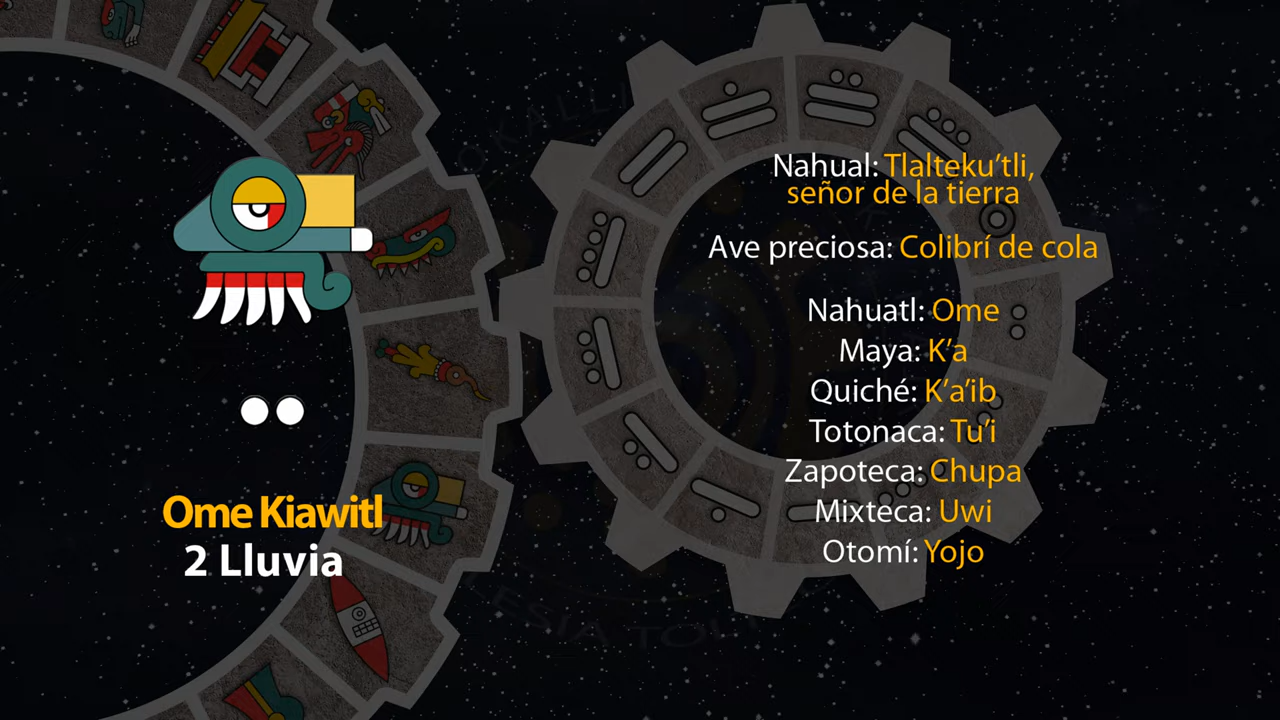 Ome Kiawitl
2 Lluvia
Nahual: Tlalteku'tli,
señor de la tierra
Ave preciosa: Colibrí de cola
Nahuatl: Ome
Maya: K'a
Quiché: K'a'ib
Totonaca: Tu'i
Zapoteca: Chupa
Mixteca: Uwi
Otomí: Yojo